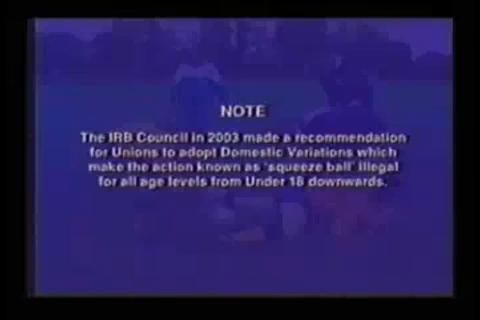 NOTE
The IRB Council in 2003 made a recommendation
for Unions to adopt Domestic Variations which
make the action known as 'squeeze ball' illegal
for all age levels from Under 18 downwards.